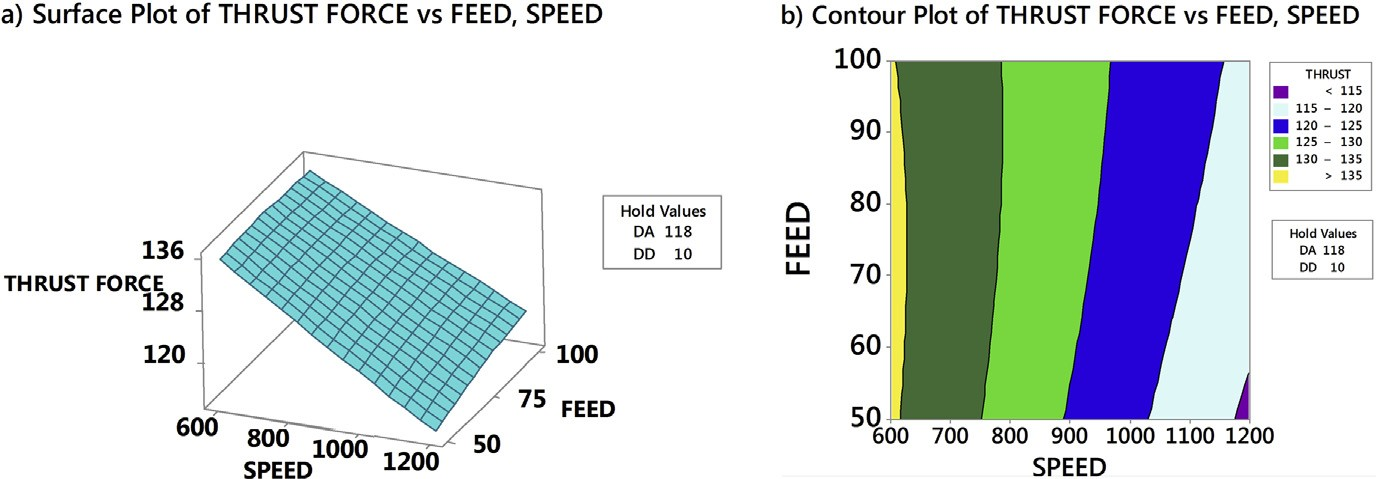 a) Surface Plot of THRUST FORCE vs FEED, SPEED
136
THRUST FORCE
128
120
600
800
1000
1200
SPEED
50
75
100
FEED
Hold Values
DA 118
DD 10
b) Contour Plot of THRUST FORCE vs FEED, SPEED
100
90
80
70
60
50
FEED
600 700 800 900 1000 1100 1200
SPEED
THRUST
< 115
115 – 120
120 – 125
125 – 130
130 – 135
> 135
Hold Values
DA 118
DD 10